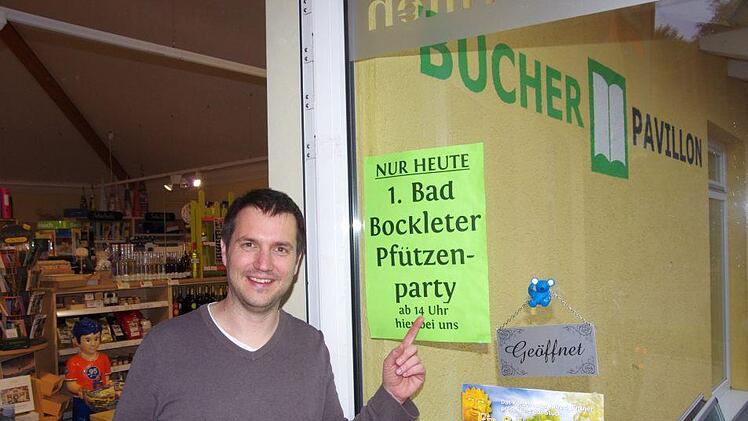 BÜCHER
PAVILLON
NUR HEUTE
1. Bad
Bockleter
Pfützen-
party
ab 14 Uhr
hier bei uns
Geöffnet